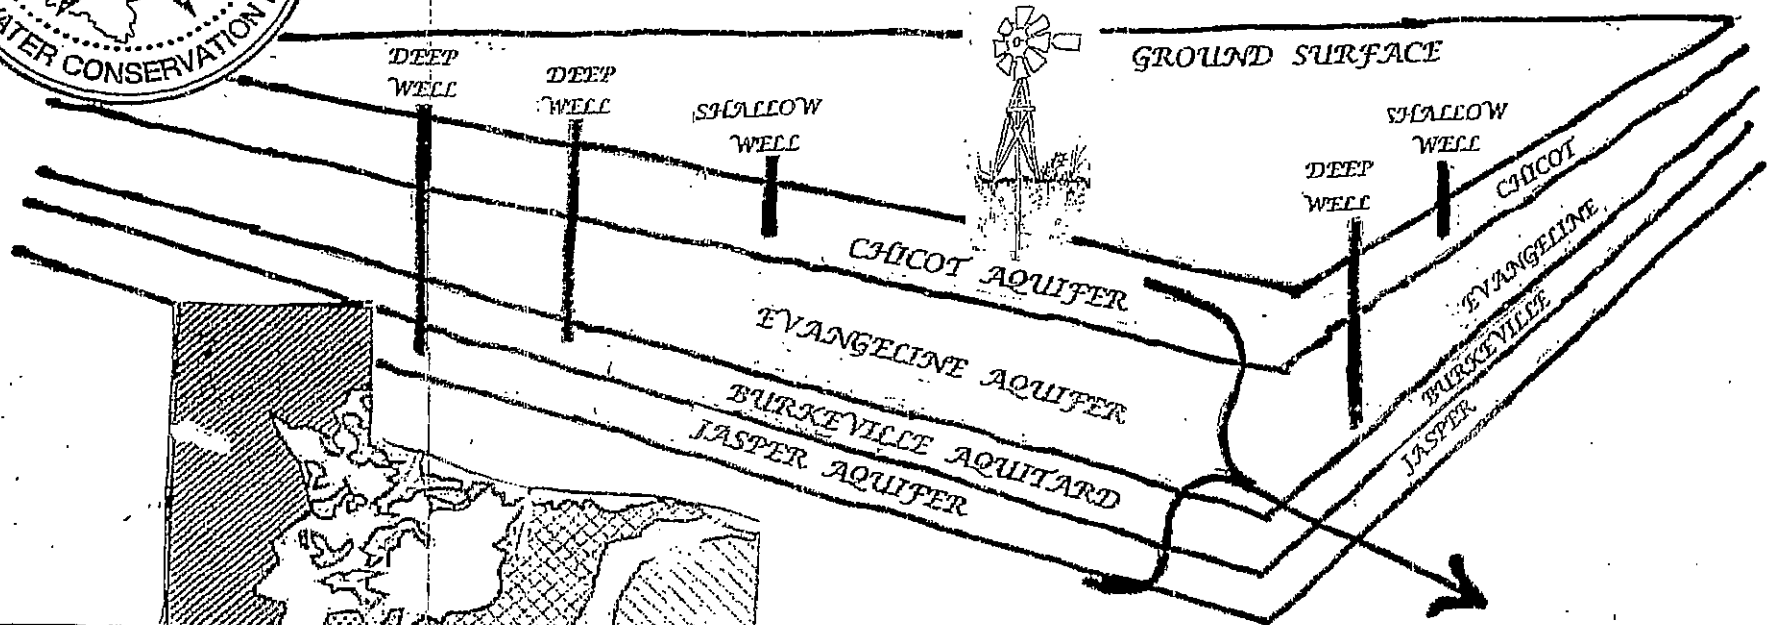 WATER CONSERVATION
GROUND SURFACE
DEEP
WELL
DEEP
WELL
SHALLOW
WELL
SHALLOW
WELL
DEEP
WELL
CHICOT AQUIFER
EVANGELINE AQUIFER
BURKEVILLE AQUITARD
JASPER AQUIFER
CHICOT
EVANGELINE
BURKEVILLE
JASPER